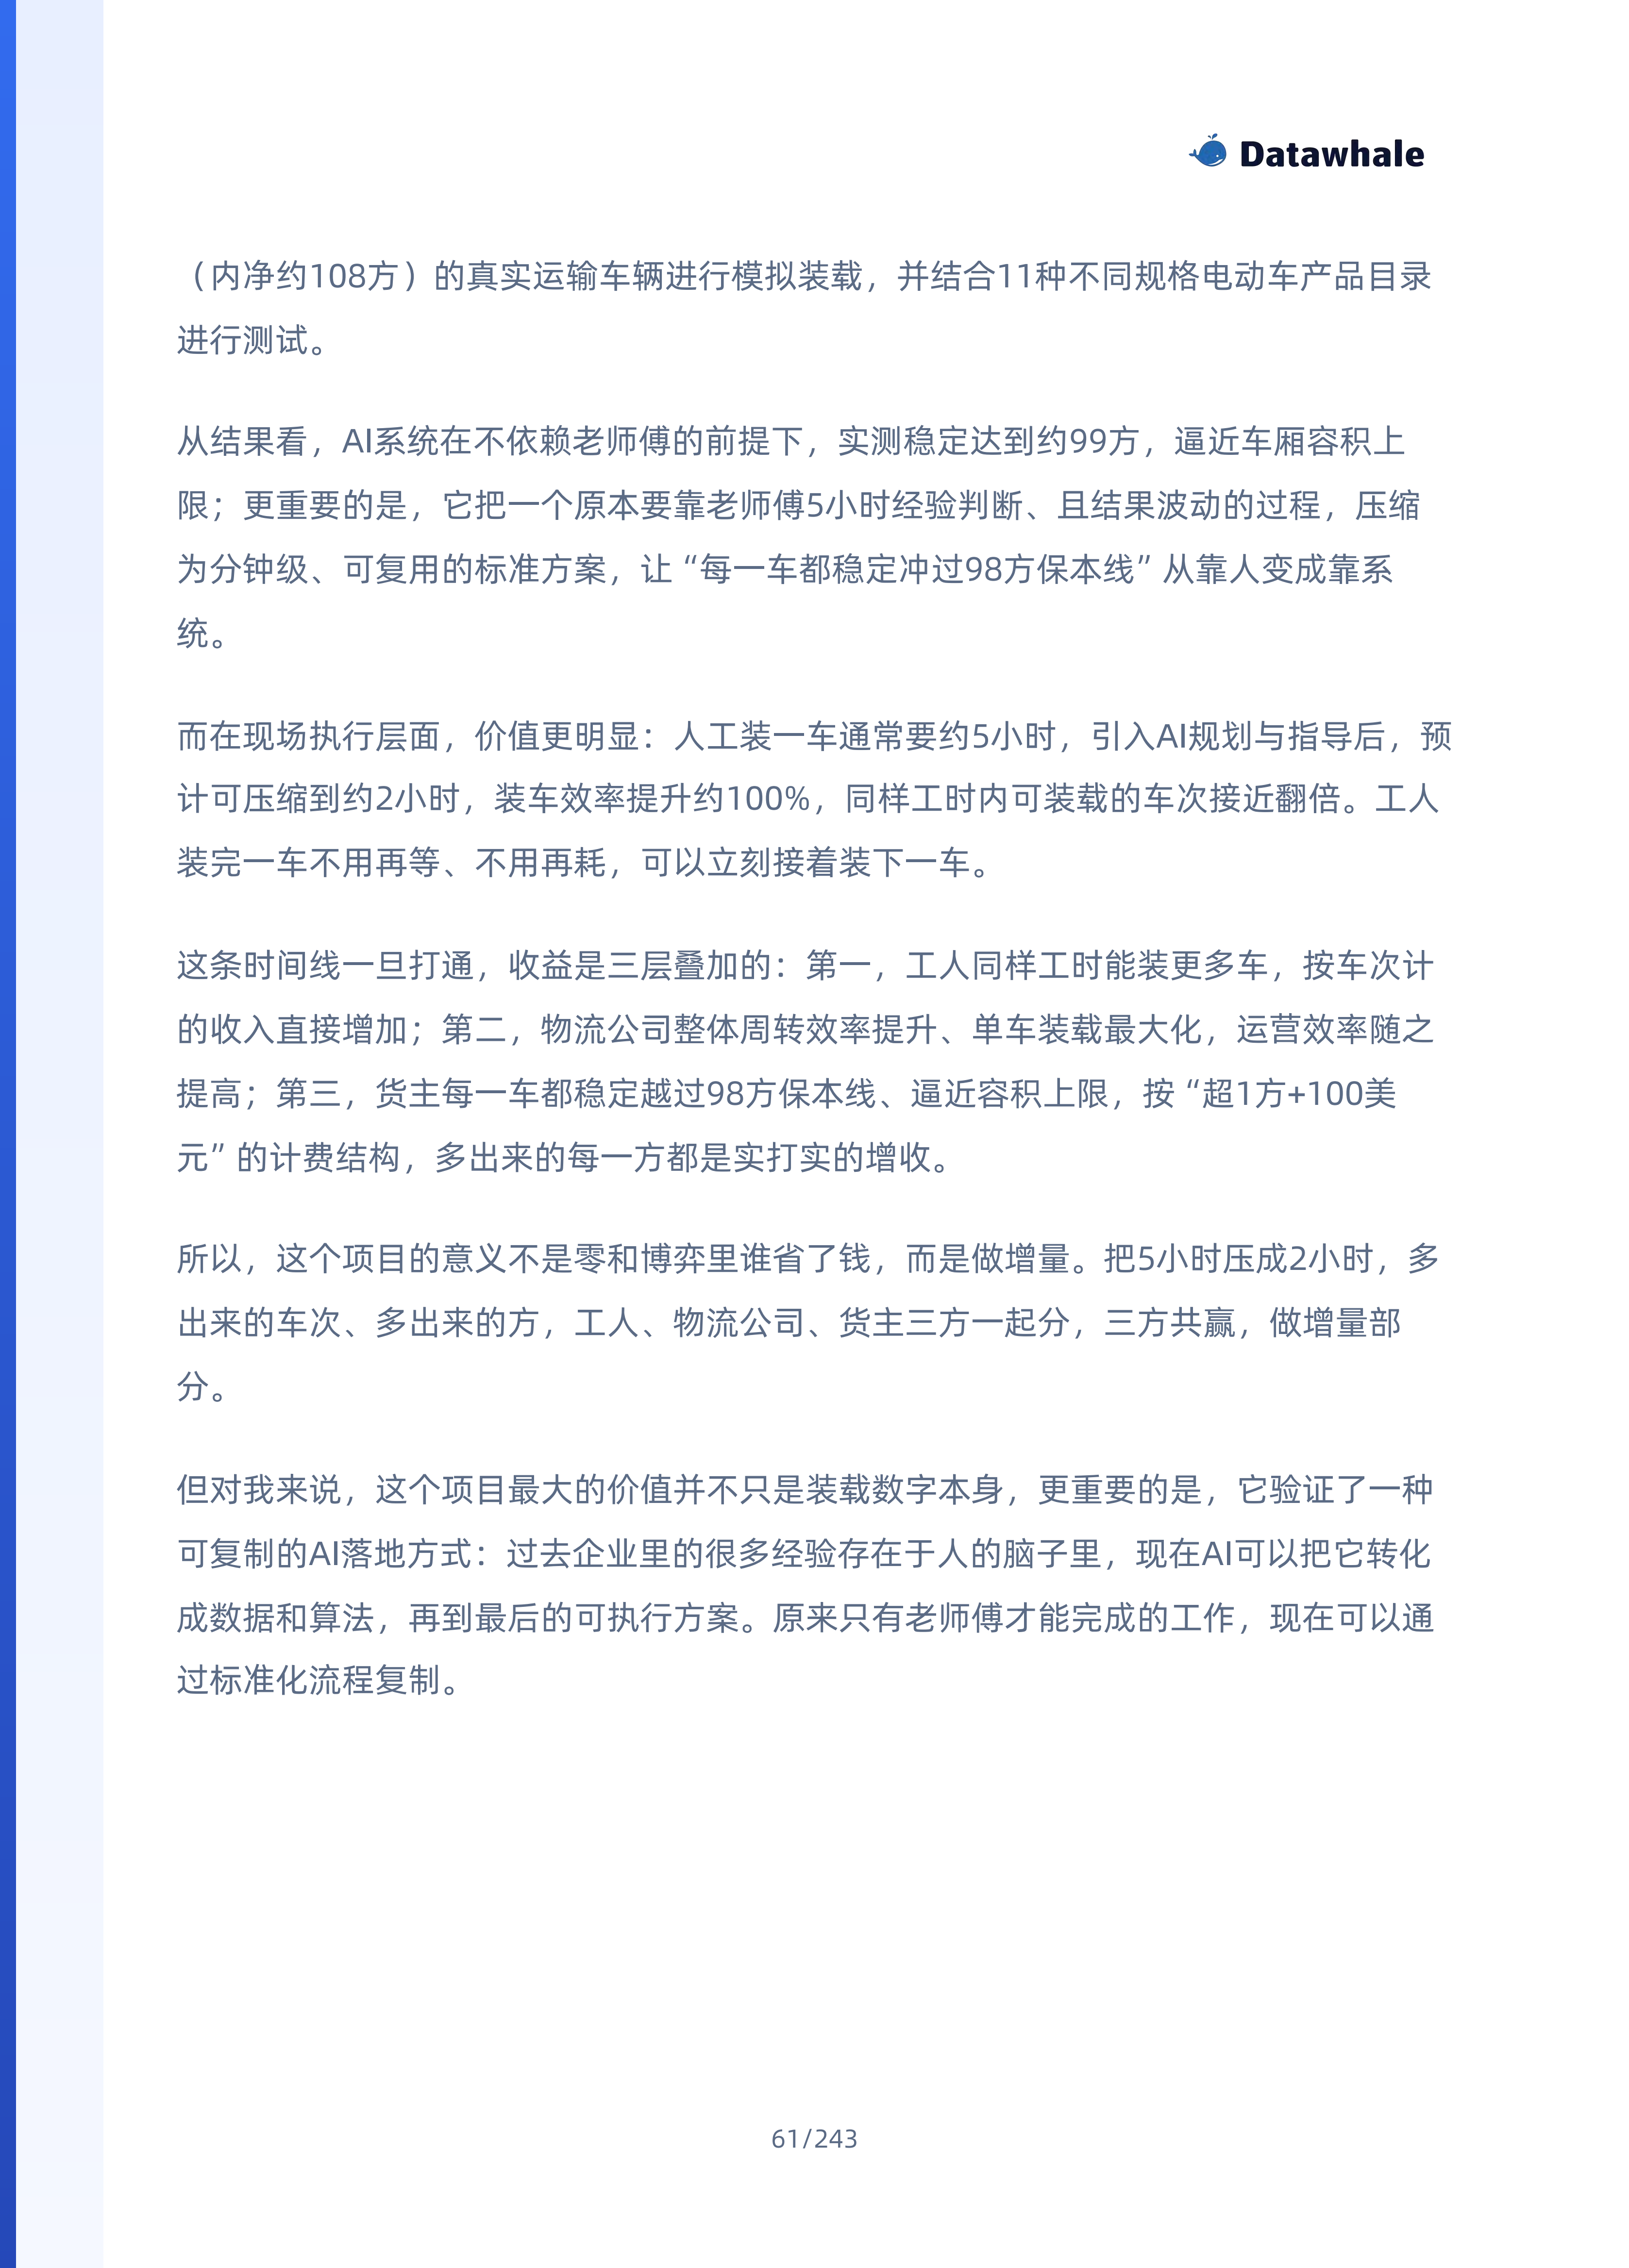 Datawhale
（内净约108方）的真实运输车辆进行模拟装载，并结合11种不同规格电动车产品目录
进行测试。
从结果看，AI系统在不依赖老师傅的前提下，实测稳定达到约99方，逼近车厢容积上
限；更重要的是，它把一个原本要靠老师傅5小时经验判断、且结果波动的过程，压缩
为分钟级、可复用的标准方案，让“每一车都稳定冲过98方保本线”从靠人变成靠系
统。
而在现场执行层面，价值更明显：人工装一车通常要约5小时，引入AI规划与指导后，预
计可压缩到约2小时，装车效率提升约100%，同样工时内可装载的车次接近翻倍。工人
装完一车不用再等、不用再耗，可以立刻接着装下一车。
这条时间线一旦打通，收益是三层叠加的：第一，工人同样工时能装更多车，按车次计
的收入直接增加；第二，物流公司整体周转效率提升、单车装载最大化，运营效率随之
提高；第三，货主每一车都稳定越过98方保本线、逼近容积上限，按“超1方+100美
元”的计费结构，多出来的每一方都是实打实的增收。
所以，这个项目的意义不是零和博弈里谁省了钱，而是做增量。把5小时压成2小时，多
出来的车次、多出来的方，工人、物流公司、货主三方一起分，三方共赢，做增量部
分。
但对我来说，这个项目最大的价值并不只是装载数字本身，更重要的是，它验证了一种
可复制的AI落地方式：过去企业里的很多经验存在于人的脑子里，现在AI可以把它转化
成数据和算法，再到最后的可执行方案。原来只有老师傅才能完成的工作，现在可以通
过标准化流程复制。
61/243